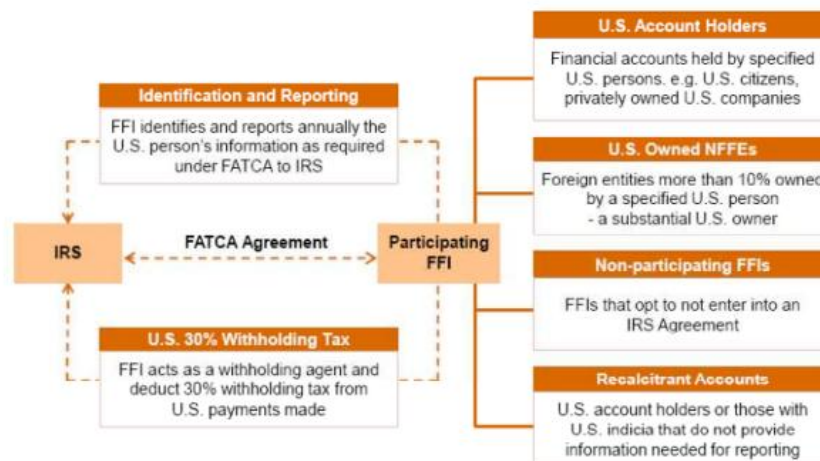 U.S. Account Holders
Financial accounts held by specified
U.S. persons. e.g. U.S. citizens,
privately owned U.S. companies
Identification and Reporting
FFI identifies and reports annually the
U.S. person's information as required
under FATCA to IRS
U.S. Owned NFFEs
Foreign entities more than 10% owned
by a specified U.S. person
- a substantial U.S. owner
IRS
FATCA Agreement
Participating
FFI
Non-participating FFIs
FFIs that opt to not enter into an
IRS Agreement
U.S. 30% Withholding Tax
FFI acts as a withholding agent and
deduct 30% withholding tax from
U.S. payments made
Recalcitrant Accounts
U.S. account holders or those with
U.S. indicia that do not provide
information needed for reporting